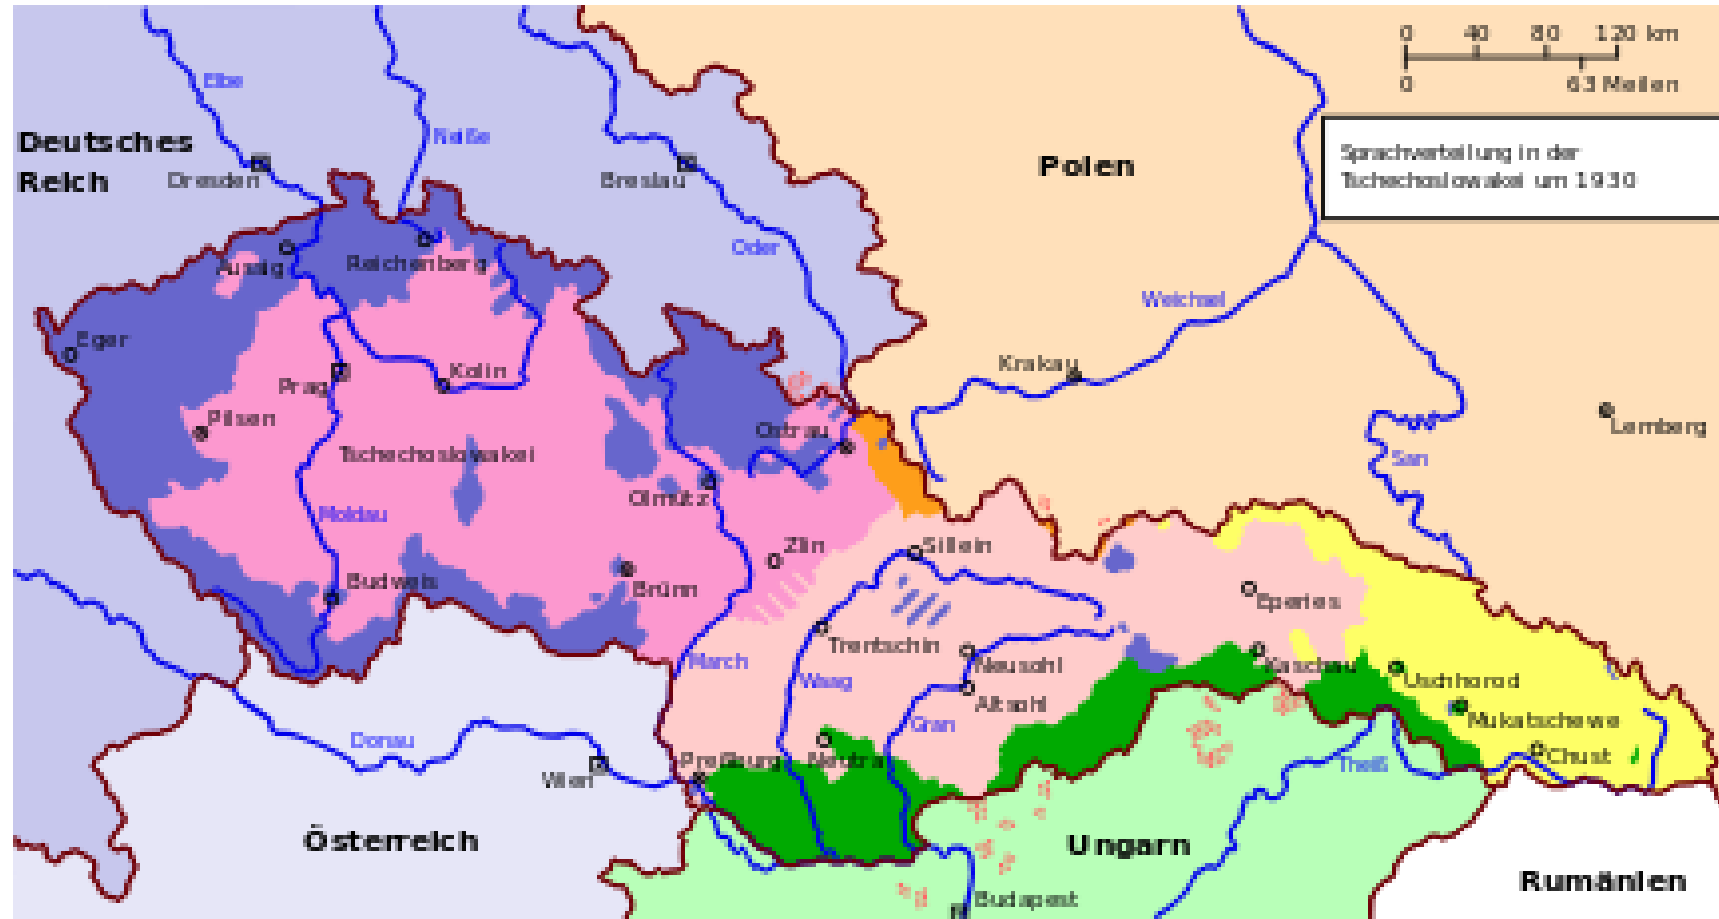 0 40 80 120 km
0 63 Meilen
Sprachverteilung in der
Tschechoslowakei um 1930
Deutsches
Reich
Elbe
Neiße
Dresden
Breslau
Oder
Polen
Weichsel
Aussig
Reichenberg
Eger
Prag
Kolin
Krakau
Pilsen
Tschechoslowakei
Ostrau
Lemberg
San
Olmütz
Moldau
Zlin
Sillein
Budweis
Brünn
Eperies
March
Trentschin
Waag
Neusohl
Altsohl
Gran
Kaschau
Uschhorod
Mukatschewe
Chust
Donau
Wien
Preßburg
Neutra
Theiß
Österreich
Ungarn
Rumänien
Budapest